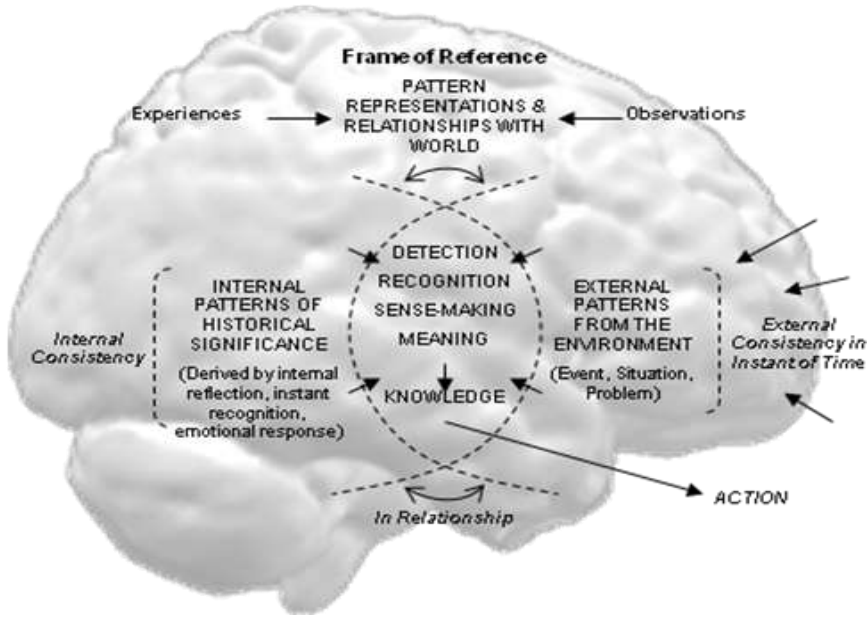 Frame of Reference
PATTERN
REPRESENTATIONS &
RELATIONSHIPS WITH
WORLD
Experiences
Observations
DETECTION
RECOGNITION
SENSE-MAKING
MEANING
KNOWLEDGE
INTERNAL
PATTERNS OF
HISTORICAL
SIGNIFICANCE
(Derived by internal
reflection, instant
recognition,
emotional response)
Internal
Consistency
EXTERNAL
PATTERNS
FROM THE
ENVIRONMENT
(Event, Situation,
Problem)
External
Consistency in
Instant of Time
ACTION
In Relationship